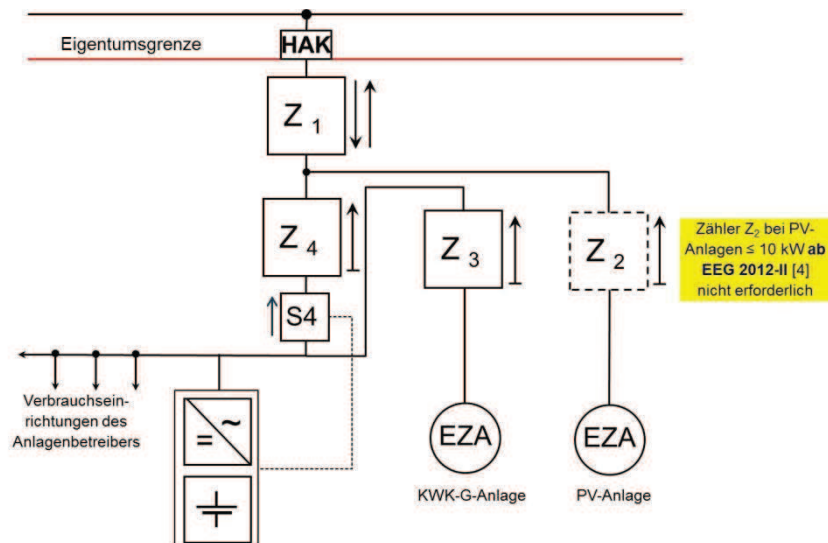 Eigentumsgrenze
HAK
Z 1
Z 4
Z 3
Z 2
Zähler Z2 bei PV-
Anlagen ≤ 10 kW ab
EEG 2012-II [4]
nicht erforderlich
S4
Verbrauchsein-
richtungen des
Anlagenbetreibers
= ~
EZA
EZA
KWK-G-Anlage
PV-Anlage